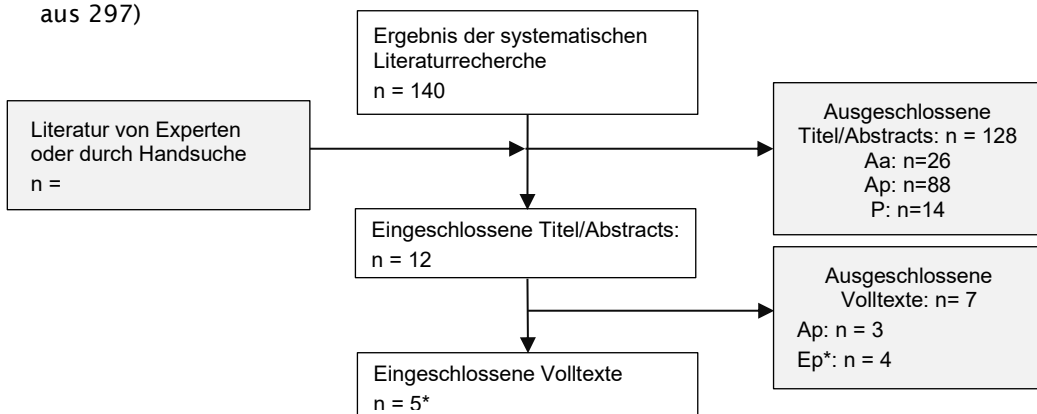 aus 297)
Ergebnis der systematischen
Literaturrecherche
n = 140
Literatur von Experten
oder durch Handsuche
n =
Ausgeschlossene
Titel/Abstracts: n = 128
Aa: n=26
Ap: n=88
P: n=14
Eingeschlossene Titel/Abstracts:
n = 12
Ausgeschlossene
Volltexte: n= 7
Ap: n = 3
Ep*: n = 4
Eingeschlossene Volltexte
n = 5*